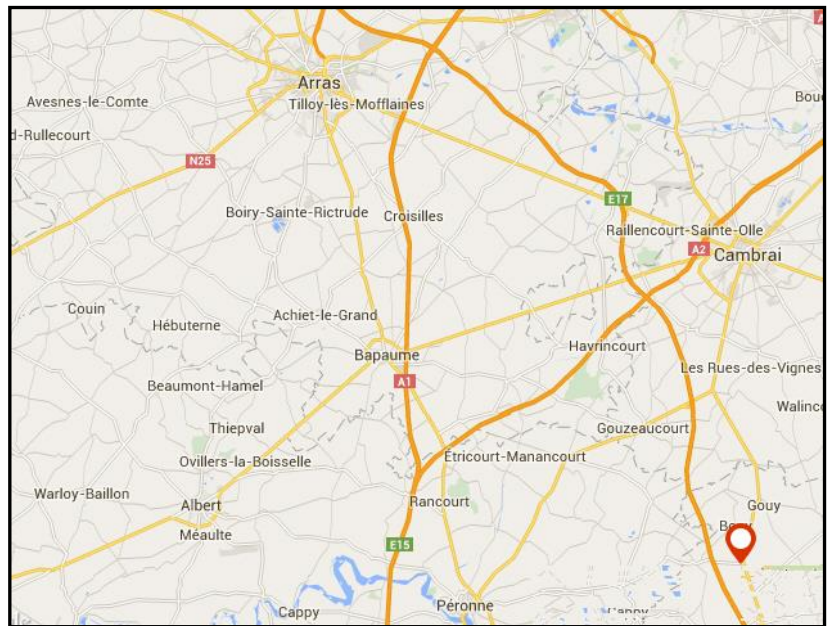 Arras
Avesnes-le-Comte
Tilloy-lès-Mofflaines
Bou
d-Rullecourt
N25
E17
Boiry-Sainte-Rictrude
Croisilles
Raillencourt-Sainte-Olle
A2
Cambrai
Couin
Achiet-le-Grand
Hébuterne
Bapaume
Havrincourt
Les Rues-des-Vignes
A1
Beaumont-Hamel
Walinc
Thiepval
Gouzeaucourt
Ovillers-la-Boisselle
Étricourt-Manancourt
Warloy-Baillon
Albert
Rancourt
Gouy
Méaulte
E15
Cappy
Péronne